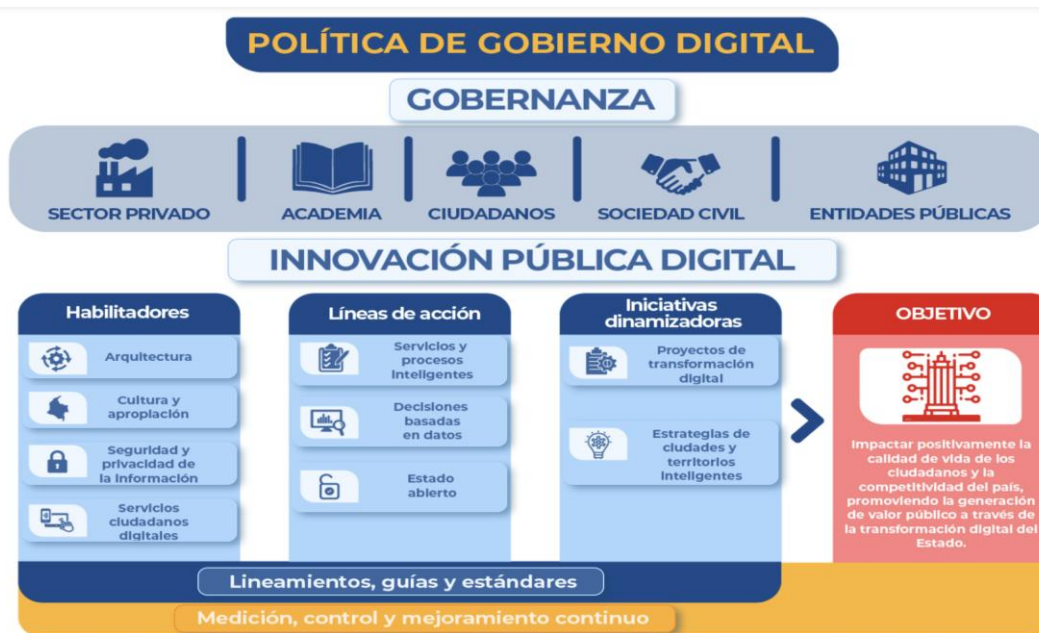 POLÍTICA DE GOBIERNO DIGITAL
GOBERNANZA
SECTOR PRIVADO
ACADEMIA
CIUDADANOS
SOCIEDAD CIVIL
ENTIDADES PÚBLICAS
INNOVACIÓN PÚBLICA DIGITAL
Habilitadores
Arquitectura
Cultura y
apropiación
Seguridad y
privacidad de
la información
Servicios
ciudadanos
digitales
Líneas de acción
Servicios y
procesos
inteligentes
Decisiones
basadas
en datos
Estado
abierto
Iniciativas
dinamizadoras
Proyectos de
transformación
digital
Estrategias de
ciudades y
territorios
inteligentes
OBJETIVO
Impactar positivamente la
calidad de vida de los
ciudadanos y la
competitividad del país,
promoviendo la generación
de valor público a través de
la transformación digital del
Estado.
Lineamientos, guías y estándares
Medición, control y mejoramiento continuo